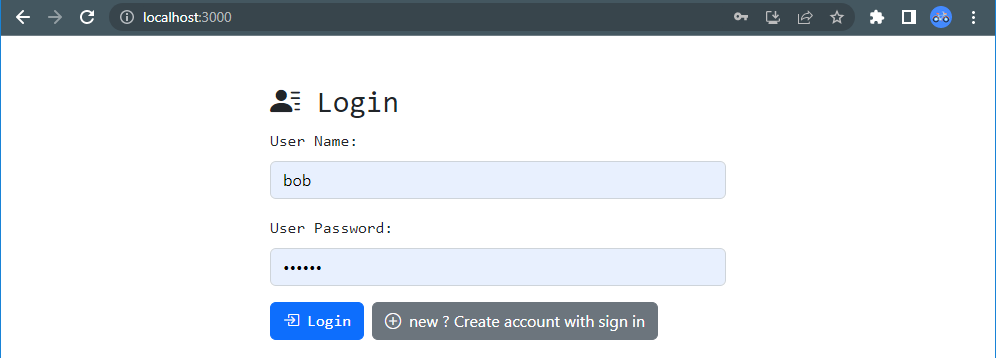 localhost:3000
Login
User Name:
bob
User Password:
••••••
Login
new ? Create account with sign in